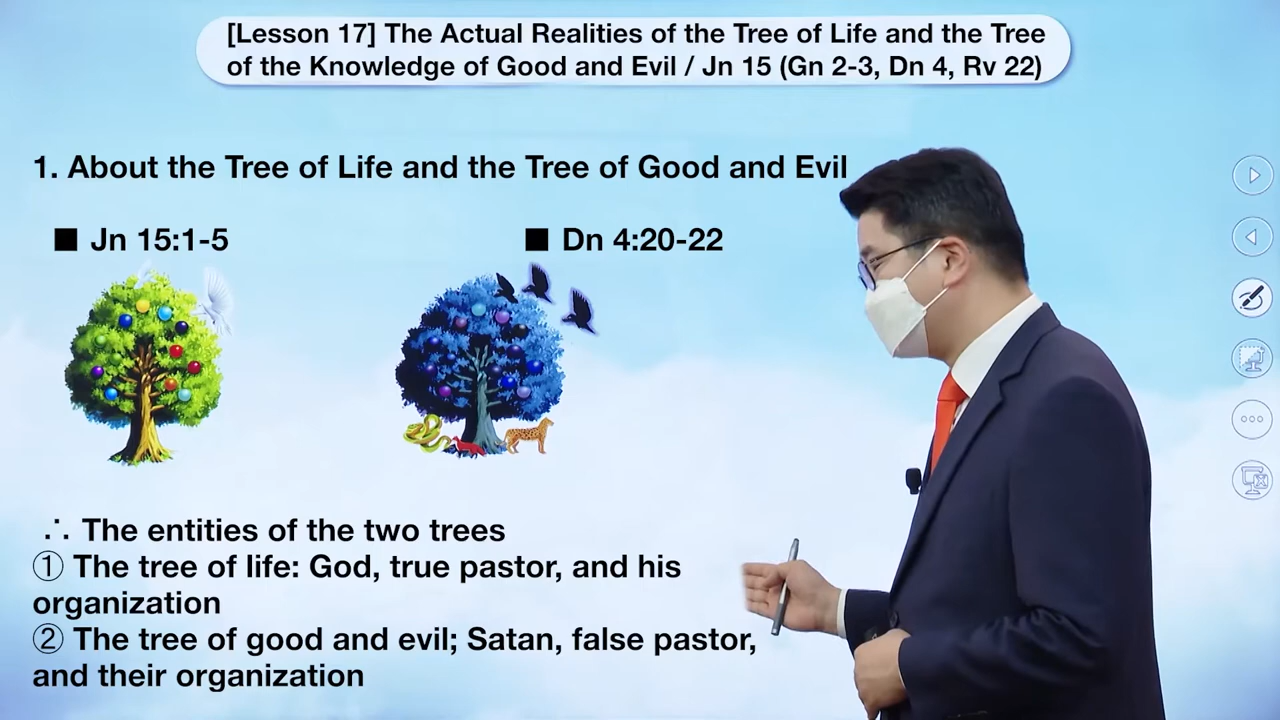 [Lesson 17] The Actual Realities of the Tree of Life and the Tree
of the Knowledge of Good and Evil / Jn 15 (Gn 2-3, Dn 4, Rv 22)
1. About the Tree of Life and the Tree of Good and Evil
■ Jn 15:1-5
■ Dn 4:20-22
∴ The entities of the two trees
① The tree of life: God, true pastor, and his
organization
② The tree of good and evil; Satan, false pastor,
and their organization